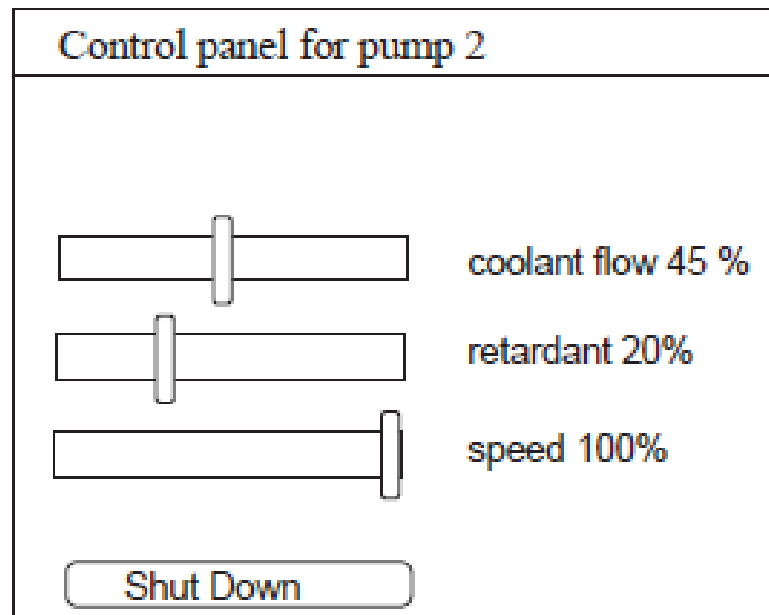 Control panel for pump 2
coolant flow 45 %
retardant 20%
speed 100%
Shut Down